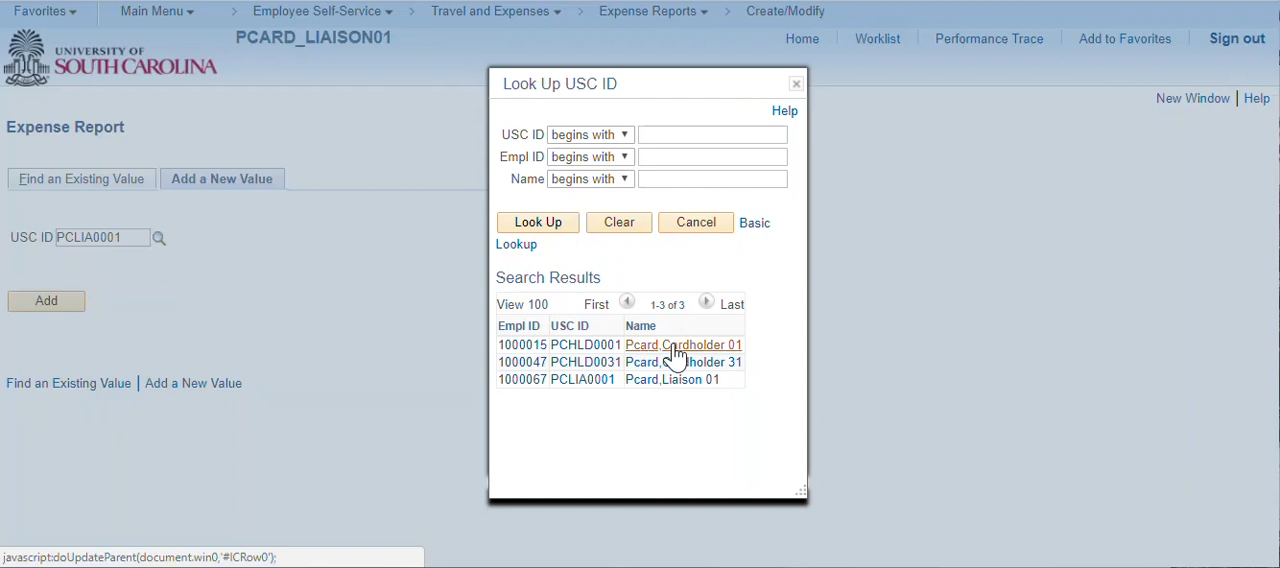 Favorites Main Menu > Employee Self-Service > Travel and Expenses > Expense Reports > Create/Modify
UNIVERSITY OF
SOUTH CAROLINA
PCARD_LIAISON01
Home Worklist Performance Trace Add to Favorites Sign out
New Window | Help
Expense Report
Find an Existing Value Add a New Value
USC ID PCLIA0001
Add
Find an Existing Value | Add a New Value
Look Up USC ID
Help
USC ID begins with
Empl ID begins with
Name begins with
Look Up Clear Cancel Basic
Lookup
Search Results
View 100 First 1-3 of 3 Last
Empl ID USC ID Name
1000015 PCHLD0001 Pcard,Cardholder 01
1000047 PCHLD0031 Pcard, 31
1000067 PCLIA0001 Pcard,Liaison 01
javascript:doUpdateParent(document.win0,'#ICRow0');